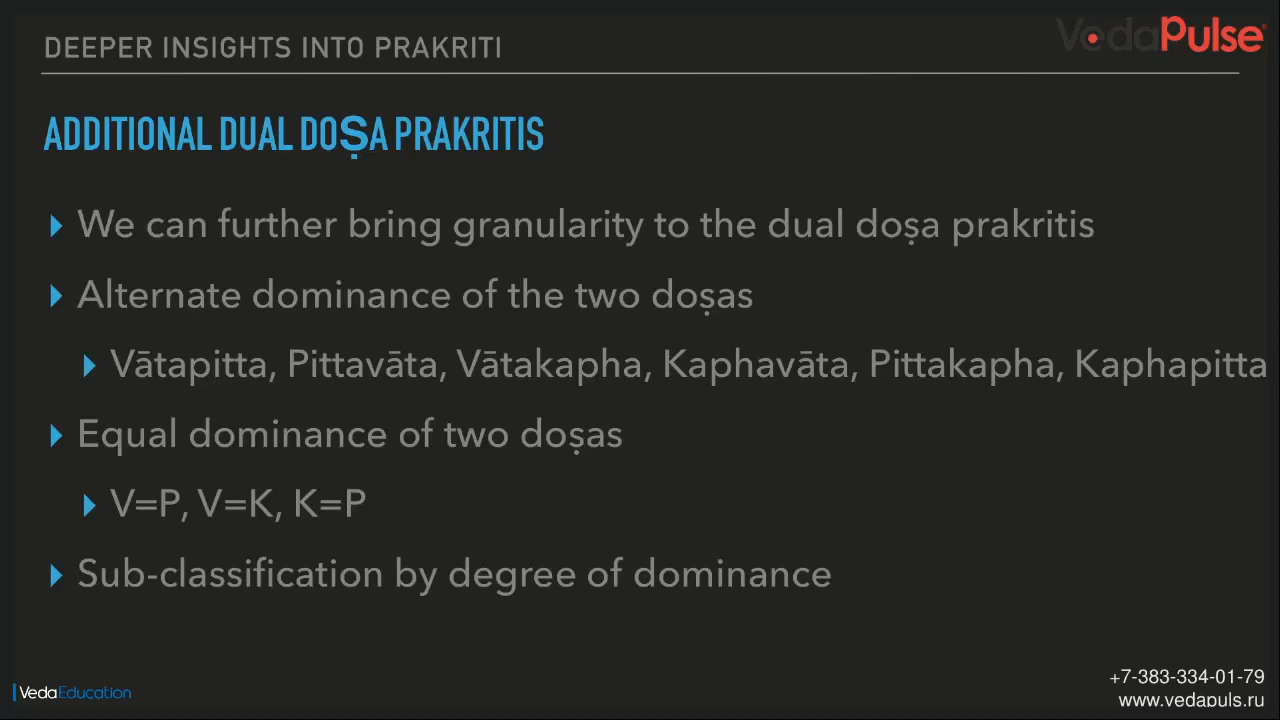 DEEPER INSIGHTS INTO PRAKRITI
VedaPulse®
ADDITIONAL DUAL DOṢA PRAKRITIS
We can further bring granularity to the dual doṣa prakritis
Alternate dominance of the two doṣas
Vātapitta, Pittavāta, Vātakapha, Kaphavāta, Pittakapha, Kaphapitta
Equal dominance of two doṣas
V=P, V=K, K=P
Sub-classification by degree of dominance
VedaEducation
+7-383-334-01-79
www.vedapuls.ru